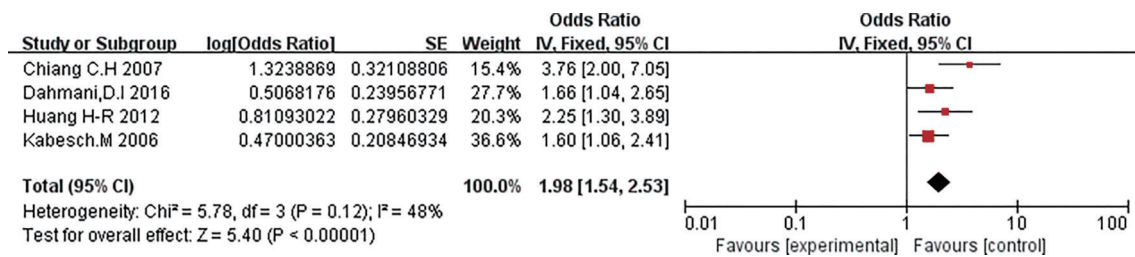 Odds Ratio Odds Ratio
Study or Subgroup log[Odds Ratio] SE Weight IV, Fixed, 95% CI IV, Fixed, 95% CI
Chiang C.H 2007 1.3238869 0.32108806 15.4% 3.76 [2.00, 7.05]
Dahmani,D.I 2016 0.5068176 0.23956771 27.7% 1.66 [1.04, 2.65]
Huang H-R 2012 0.81093022 0.27960329 20.3% 2.25 [1.30, 3.89]
Kabesch.M 2006 0.47000363 0.20846934 36.6% 1.60 [1.06, 2.41]
Total (95% CI) 100.0% 1.98 [1.54, 2.53]
Heterogeneity: Chi² = 5.78, df = 3 (P = 0.12); I² = 48%
Test for overall effect: Z = 5.40 (P < 0.00001)
0.01 0.1 1 10 100
Favours [experimental] Favours [control]